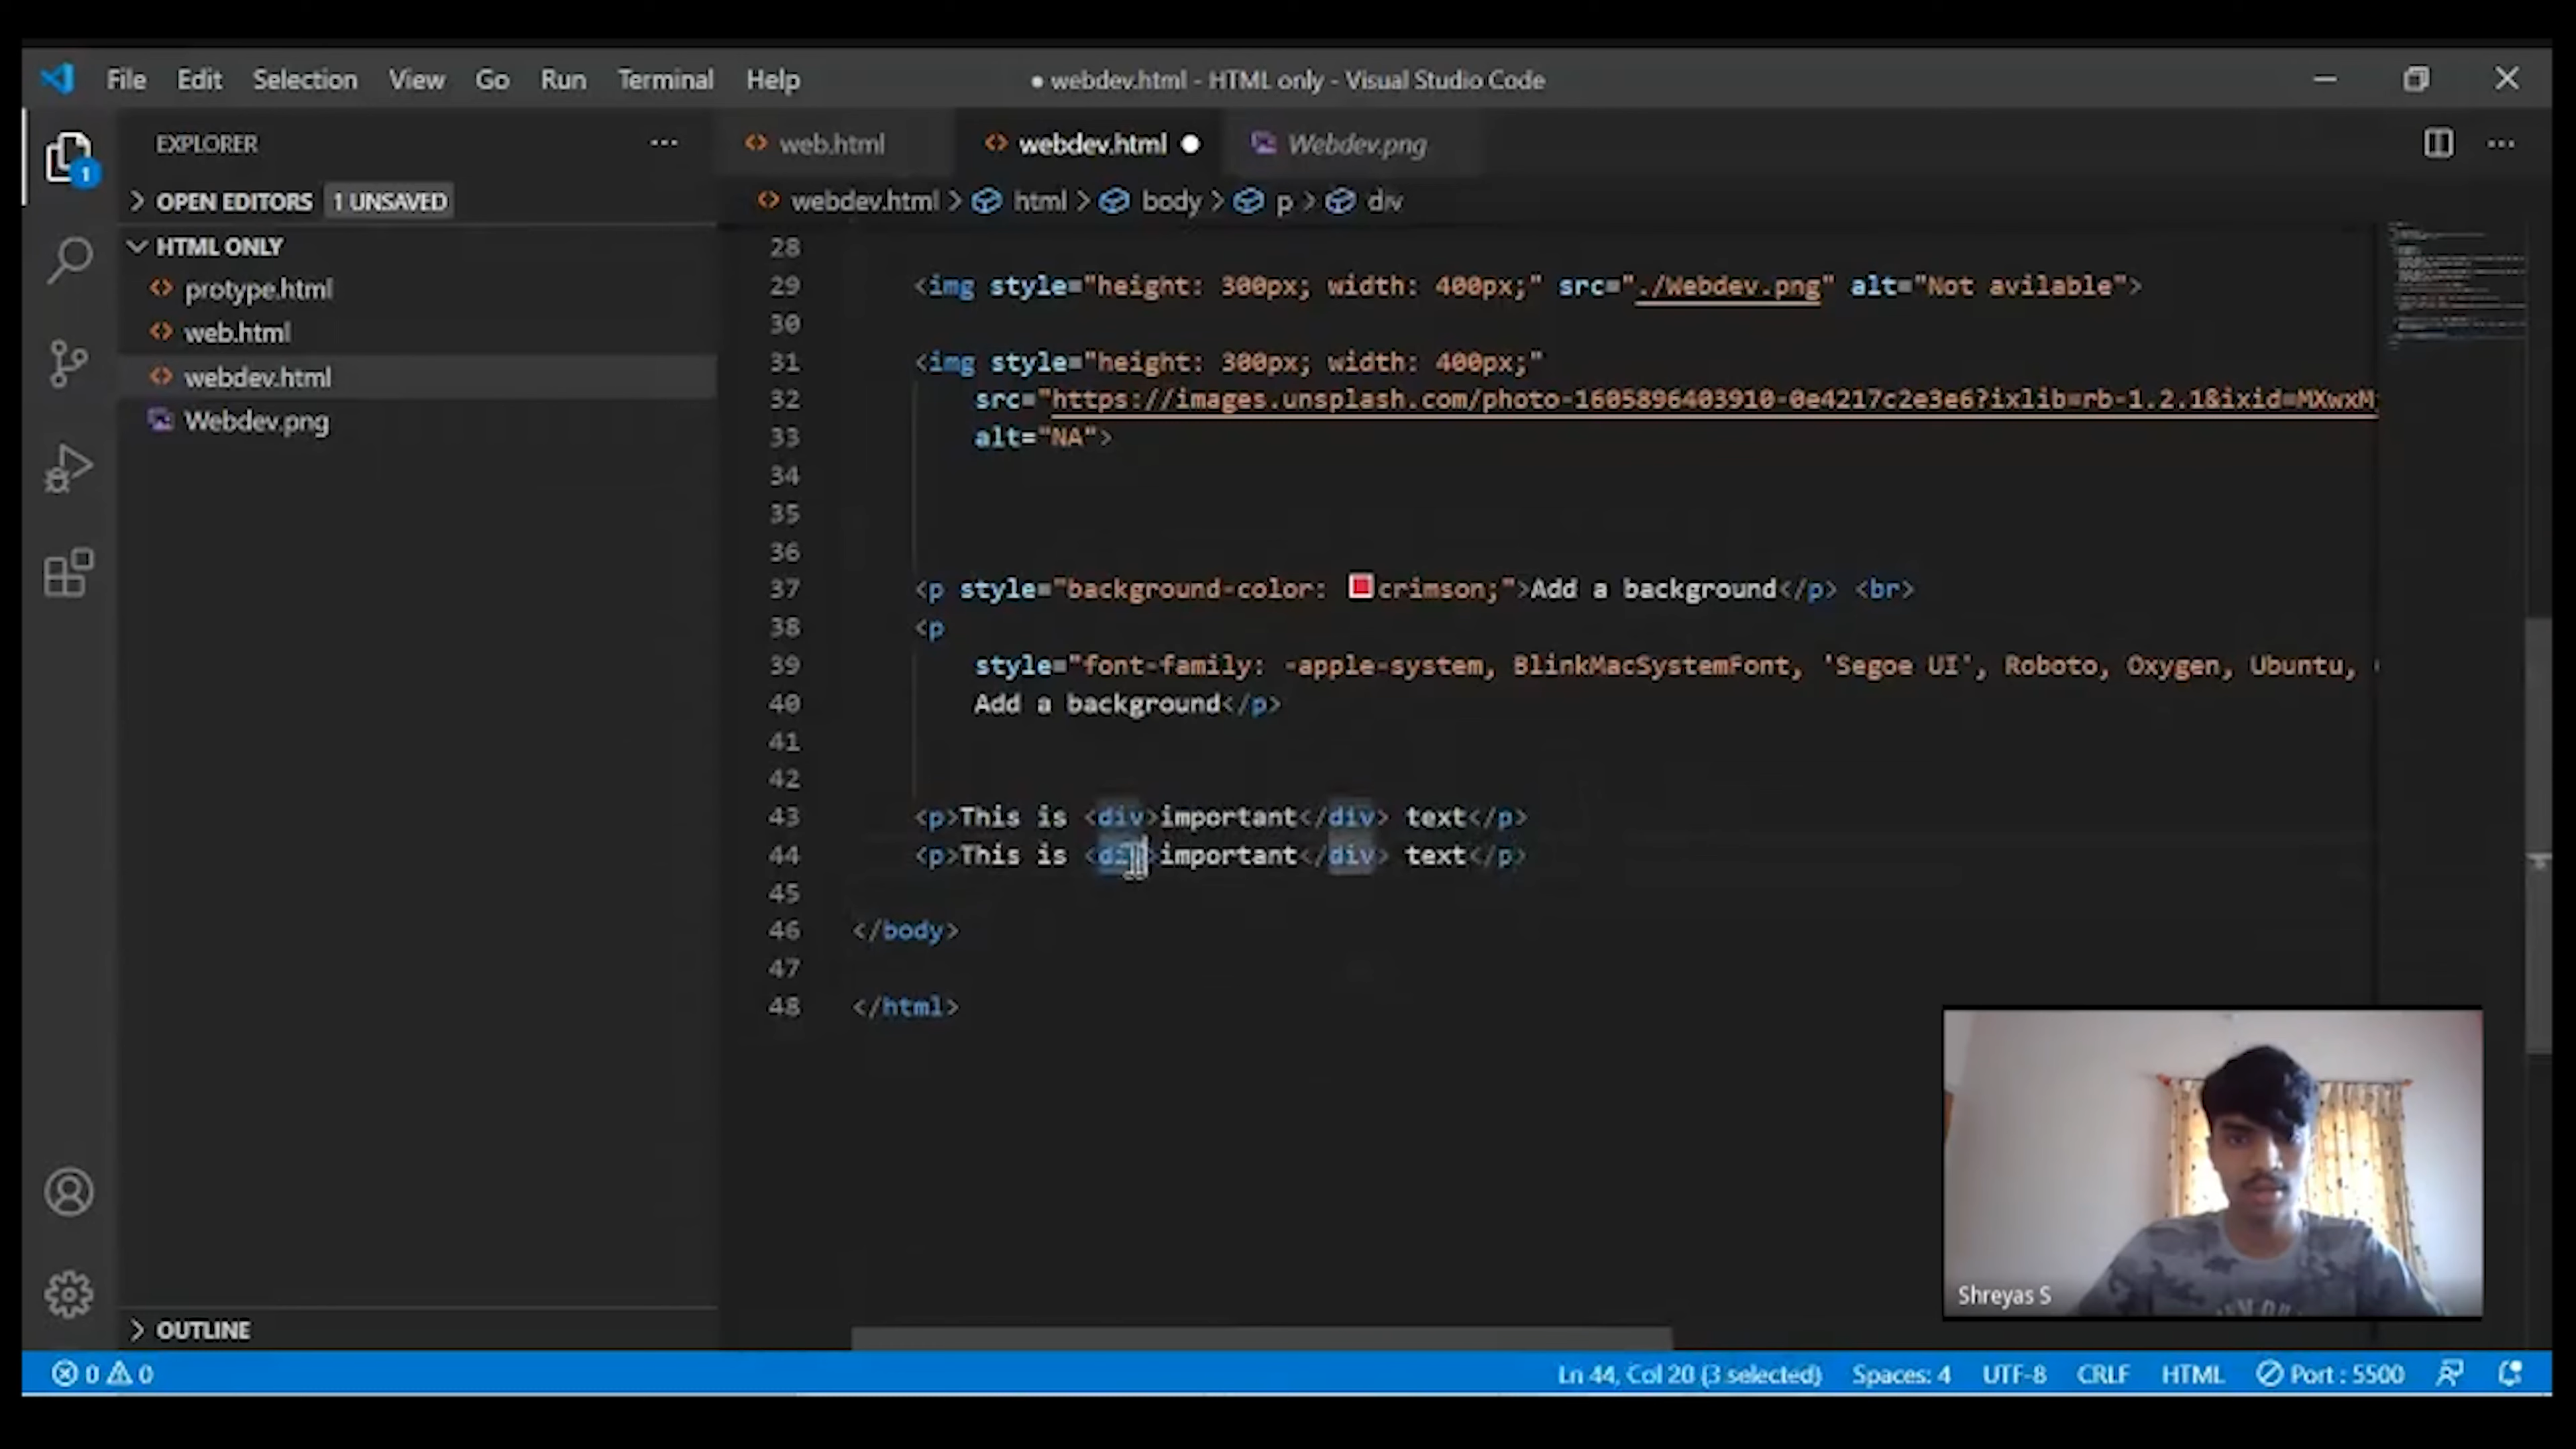 File Edit Selection View Go Run Terminal Help
● webdev.html - HTML only - Visual Studio Code
EXPLORER
web.html
webdev.html
Webdev.png
1
OPEN EDITORS 1 UNSAVED
webdev.html > html > body > p > div
HTML ONLY
protype.html
web.html
webdev.html
Webdev.png
28
29 <img style="height: 300px; width: 400px;" src="./Webdev.png" alt="Not avilable">
30
31 <img style="height: 300px; width: 400px;"
32 src="https://images.unsplash.com/photo-1605896403910-0e4217c2e3e6?ixlib=rb-1.2.1&ixid=MXwxM
33 alt="NA">
34
35
36
37 <p style="background-color: crimson;">Add a background</p> <br>
38 <p
39 style="font-family: -apple-system, BlinkMacSystemFont, 'Segoe UI', Roboto, Oxygen, Ubuntu,
40 Add a background</p>
41
42
43 <p>This is <div>important</div> text</p>
44 <p>This is <div>important</div> text</p>
45
46 </body>
47
48 </html>
Shreyas S
OUTLINE
0 0
Ln 44, Col 20 (3 selected) Spaces: 4 UTF-8 CRLF HTML Port : 5500